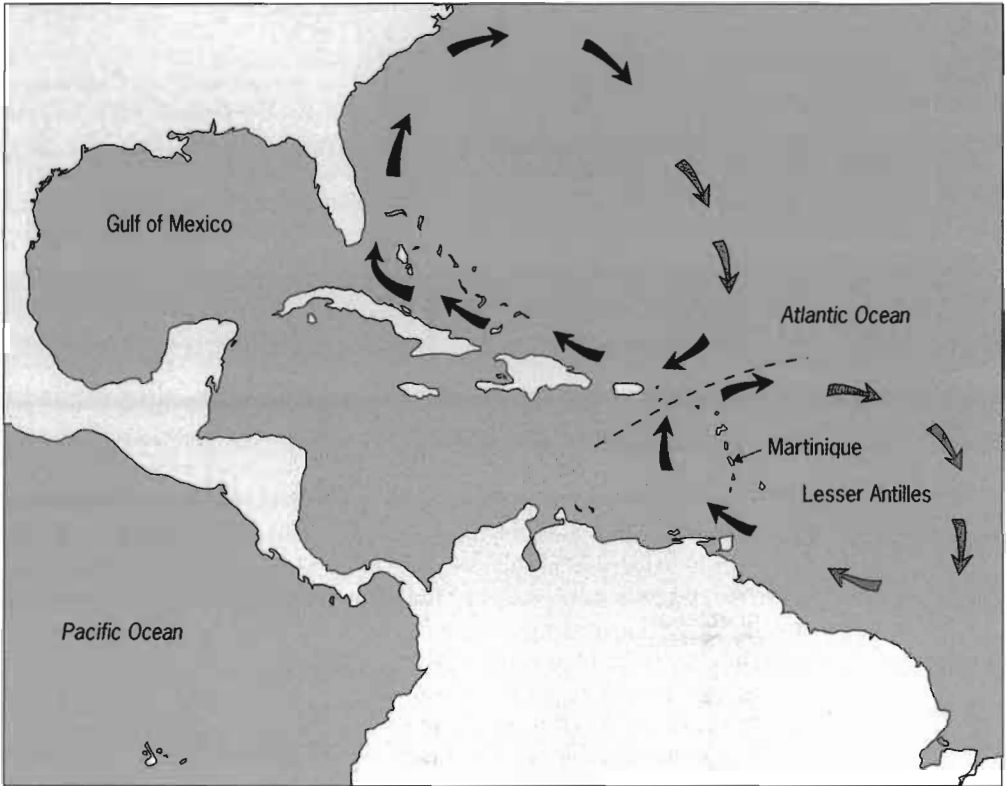 Gulf of Mexico
Atlantic Ocean
Martinique
Lesser Antilles
Pacific Ocean